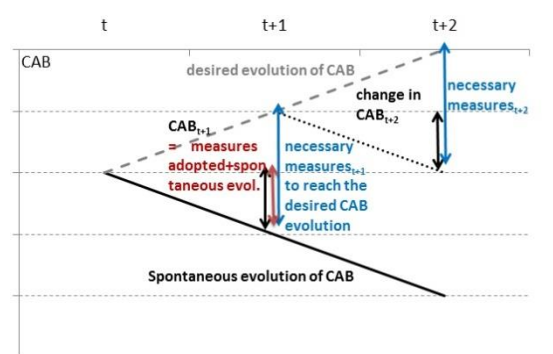 t t+1 t+2
CAB
desired evolution of CAB
necessary
measures t+2
change in
CAB t+2
CAB t+1
= measures
adopted+spon
taneous evol.
necessary
measures t+1
to reach the
desired CAB
evolution
Spontaneous evolution of CAB